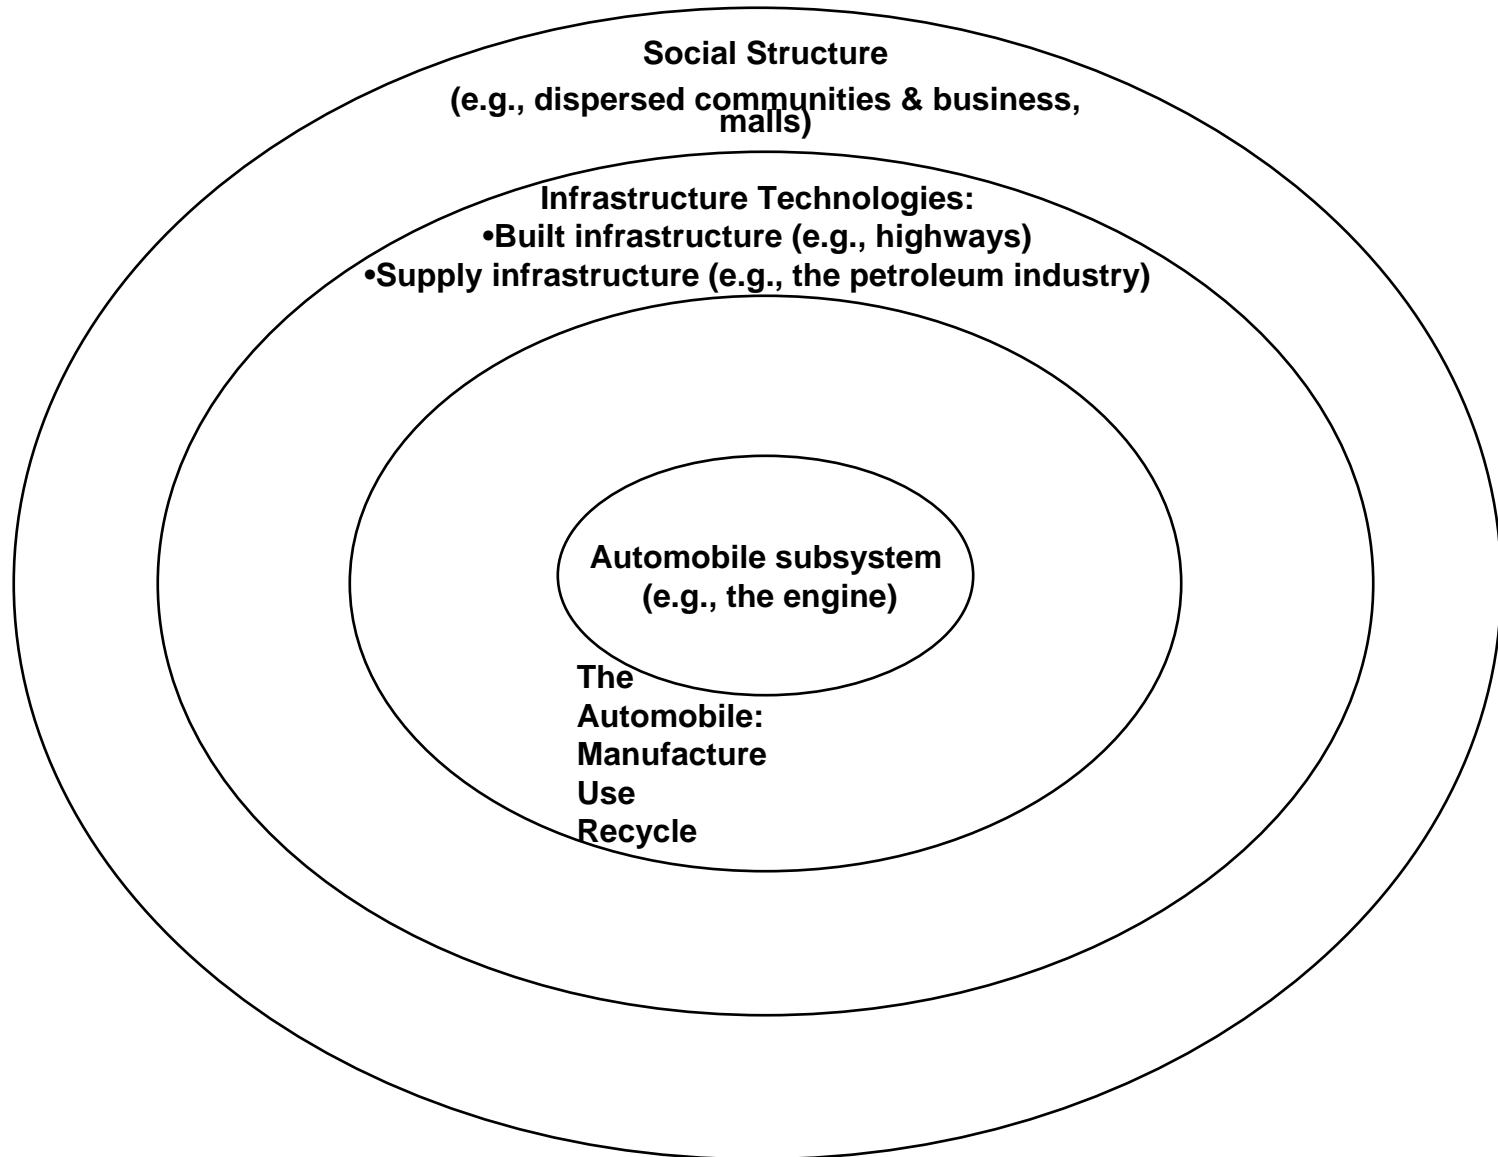 Social Structure
(e.g., dispersed communities & business,
malls)
Infrastructure Technologies:
•Built infrastructure (e.g., highways)
•Supply infrastructure (e.g., the petroleum industry)
Automobile subsystem
(e.g., the engine)
The
Automobile:
Manufacture
Use
Recycle